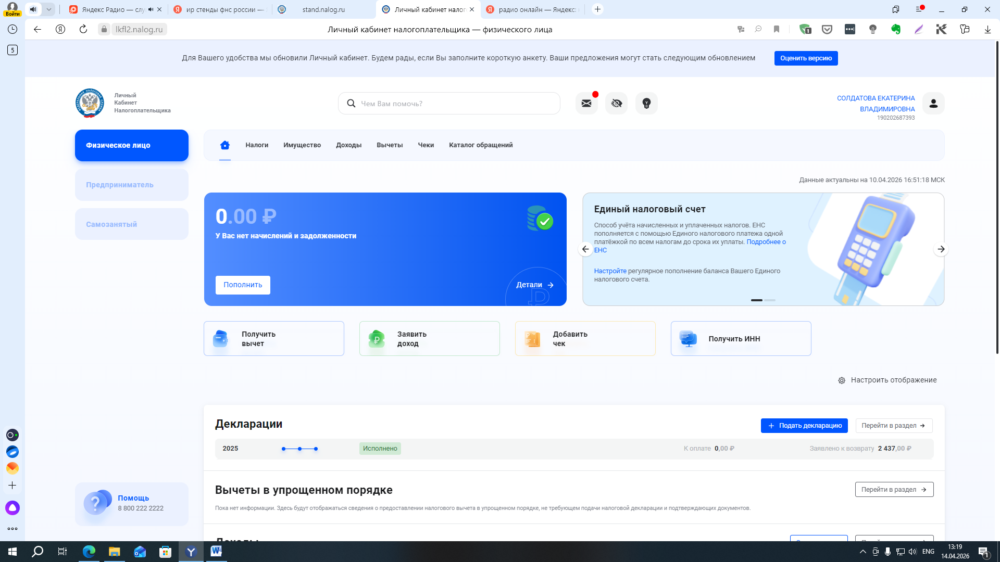 Войти
Яндекс Радио — слу
ир стенды фнс россии —
stand.nalog.ru
Личный кабинет налог
радио онлайн — Яндекс:
5
lkfl2.nalog.ru
Личный кабинет налогоплательщика — физического лица
1
Для Вашего удобства мы обновили Личный кабинет. Будем рады, если Вы заполните короткую анкету. Ваши предложения могут стать следующим обновлением
Оценить версию
Личный
Кабинет
Налогоплательщика
Чем Вам помочь?
СОЛДАТОВА ЕКАТЕРИНА
ВЛАДИМИРОВНА
190202687393
Физическое лицо
Предприниматель
Самозанятый
Налоги
Имущество
Доходы
Вычеты
Чеки
Каталог обращений
Данные актуальны на 10.04.2026 16:51:18 МСК
0.00 ₽
У Вас нет начислений и задолженности
Пополнить
Детали
Единый налоговый счет
Способ учёта начисленных и уплаченных налогов. ЕНС
пополняется с помощью Единого налогового платежа одной
платёжкой по всем налогам до срока их уплаты. Подробнее о
ЕНС
Настройте регулярное пополнение баланса Вашего Единого
налогового счета.
Получить
вычет
Заявить
доход
Добавить
чек
Получить ИНН
Настроить отображение
Декларации
Подать декларацию
Перейти в раздел
2025
Исполнено
К оплате 0,00 ₽
Заявлено к возврату 2 437,00 ₽
Вычеты в упрощенном порядке
Перейти в раздел
Пока нет информации. Здесь будут отображаться сведения о предоставлении налогового вычета в упрощенном порядке, не требующем подачи налоговой декларации и подтверждающих документов.
Доходы
Помощь
8 800 222 2222
ENG
13:19
14.04.2026
1